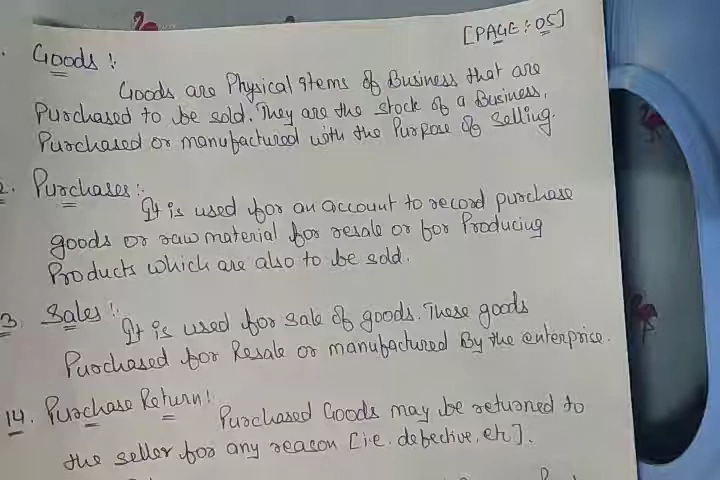 [PAGE: 05]
Goods:
Goods are Physical items of Business that are
Purchased to be sold. They are the stock of a Business,
Purchased or manufactured with the Purpose of selling.
2. Purchases:
It is used for an account to record purchase
goods or raw material for resale or for Producing
Products which are also to be sold.
3. Sales:
It is used for sale of goods. These goods
Purchased for Resale or manufactured By the enterprise.
14. Purchase Return:
Purchased Goods may be returned to
the seller for any reason [i.e. defective, etc].